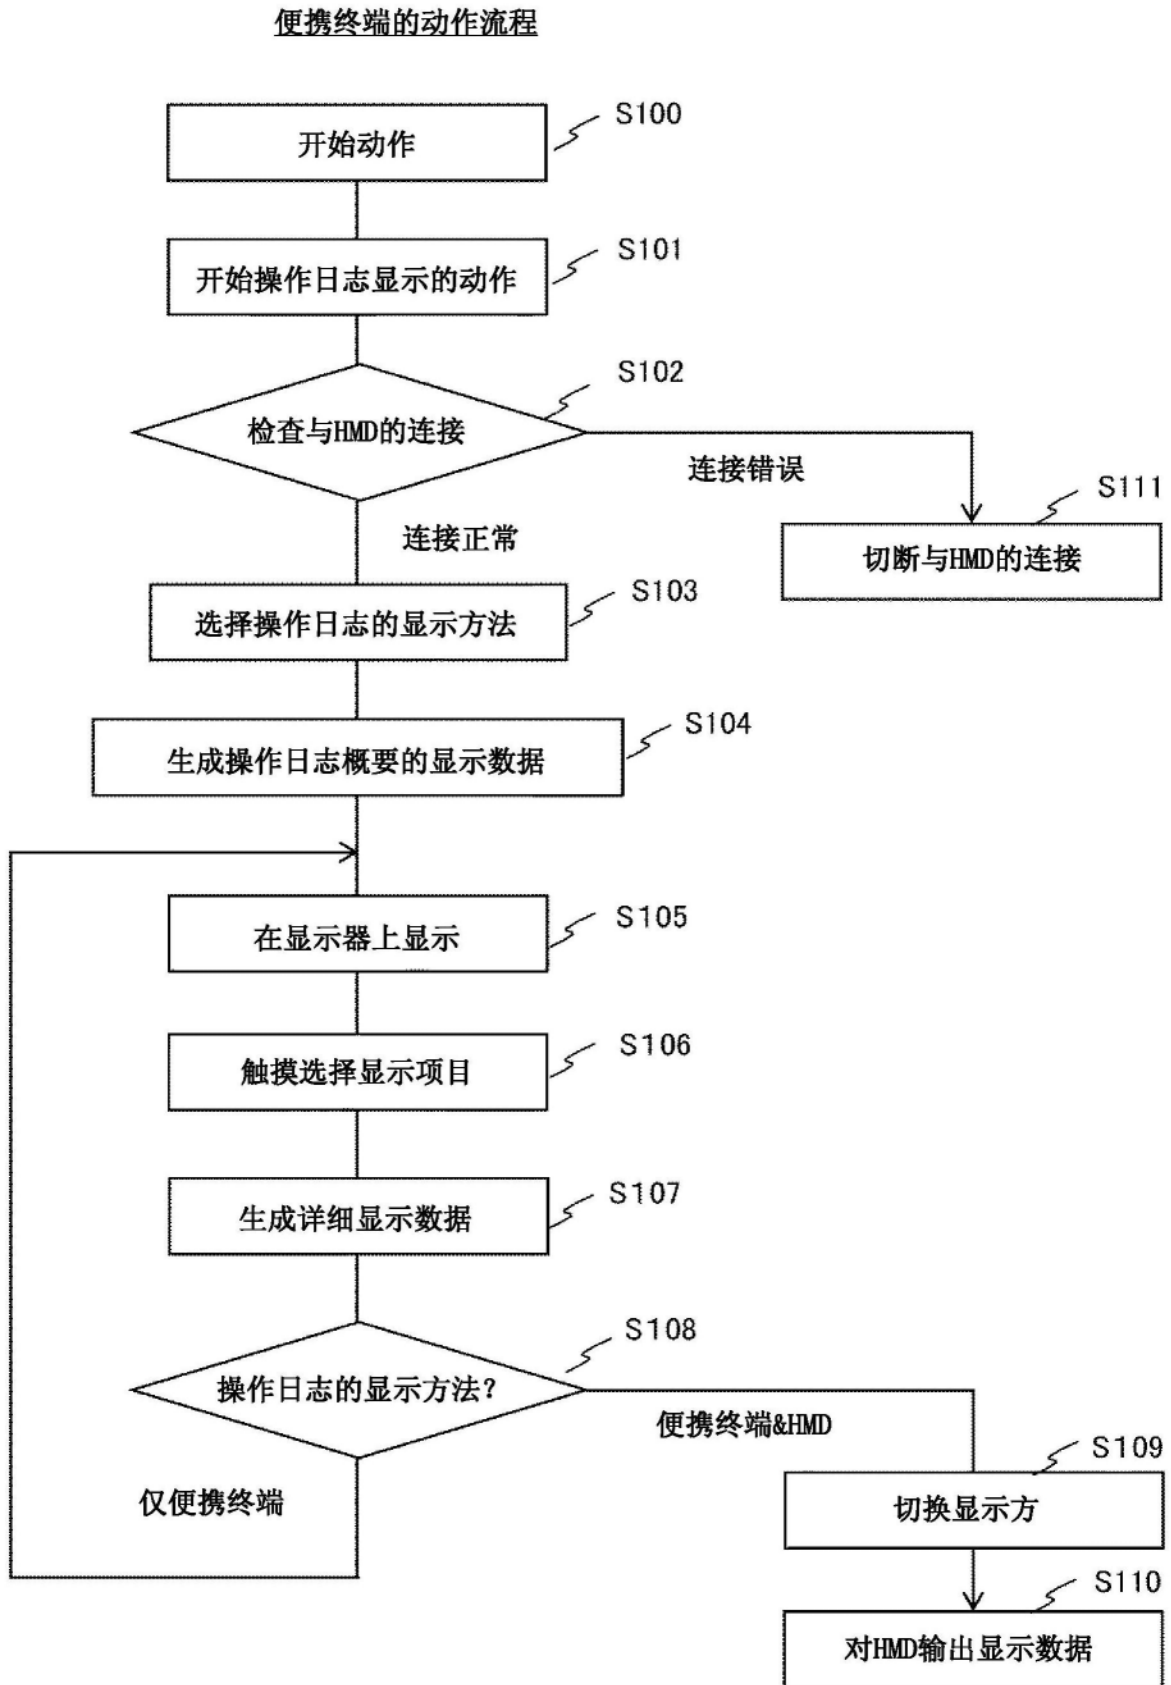 便携终端的动作流程
S100
开始动作
S101
开始操作日志显示的动作
S102
检查与HMD的连接
连接错误
S111
切断与HMD的连接
连接正常
S103
选择操作日志的显示方法
S104
生成操作日志概要的显示数据
S105
在显示器上显示
S106
触摸选择显示项目
S107
生成详细显示数据
S108
操作日志的显示方法？
便携终端&HMD
S109
切换显示方
仅便携终端
S110
对HMD输出显示数据